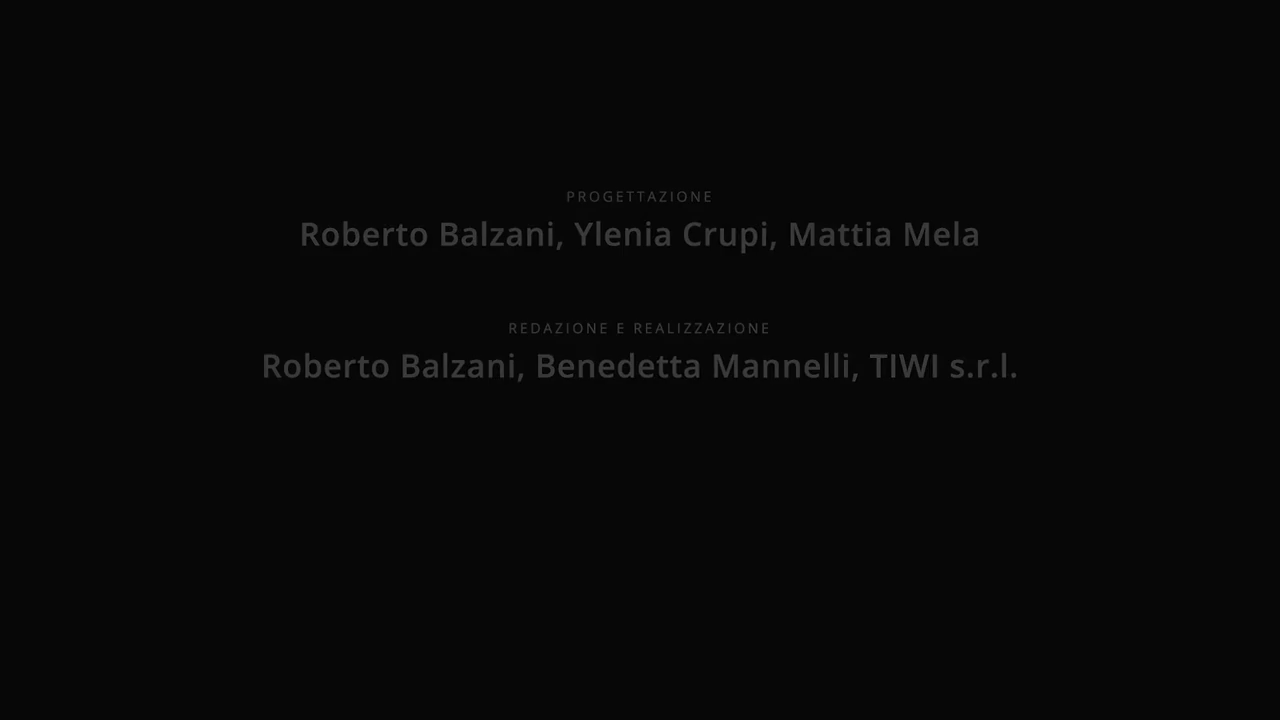 PROGETTAZIONE
Roberto Balzani, Ylenia Crupi, Mattia Mela
REDAZIONE E REALIZZAZIONE
Roberto Balzani, Benedetta Mannelli, TIWI s.r.l.